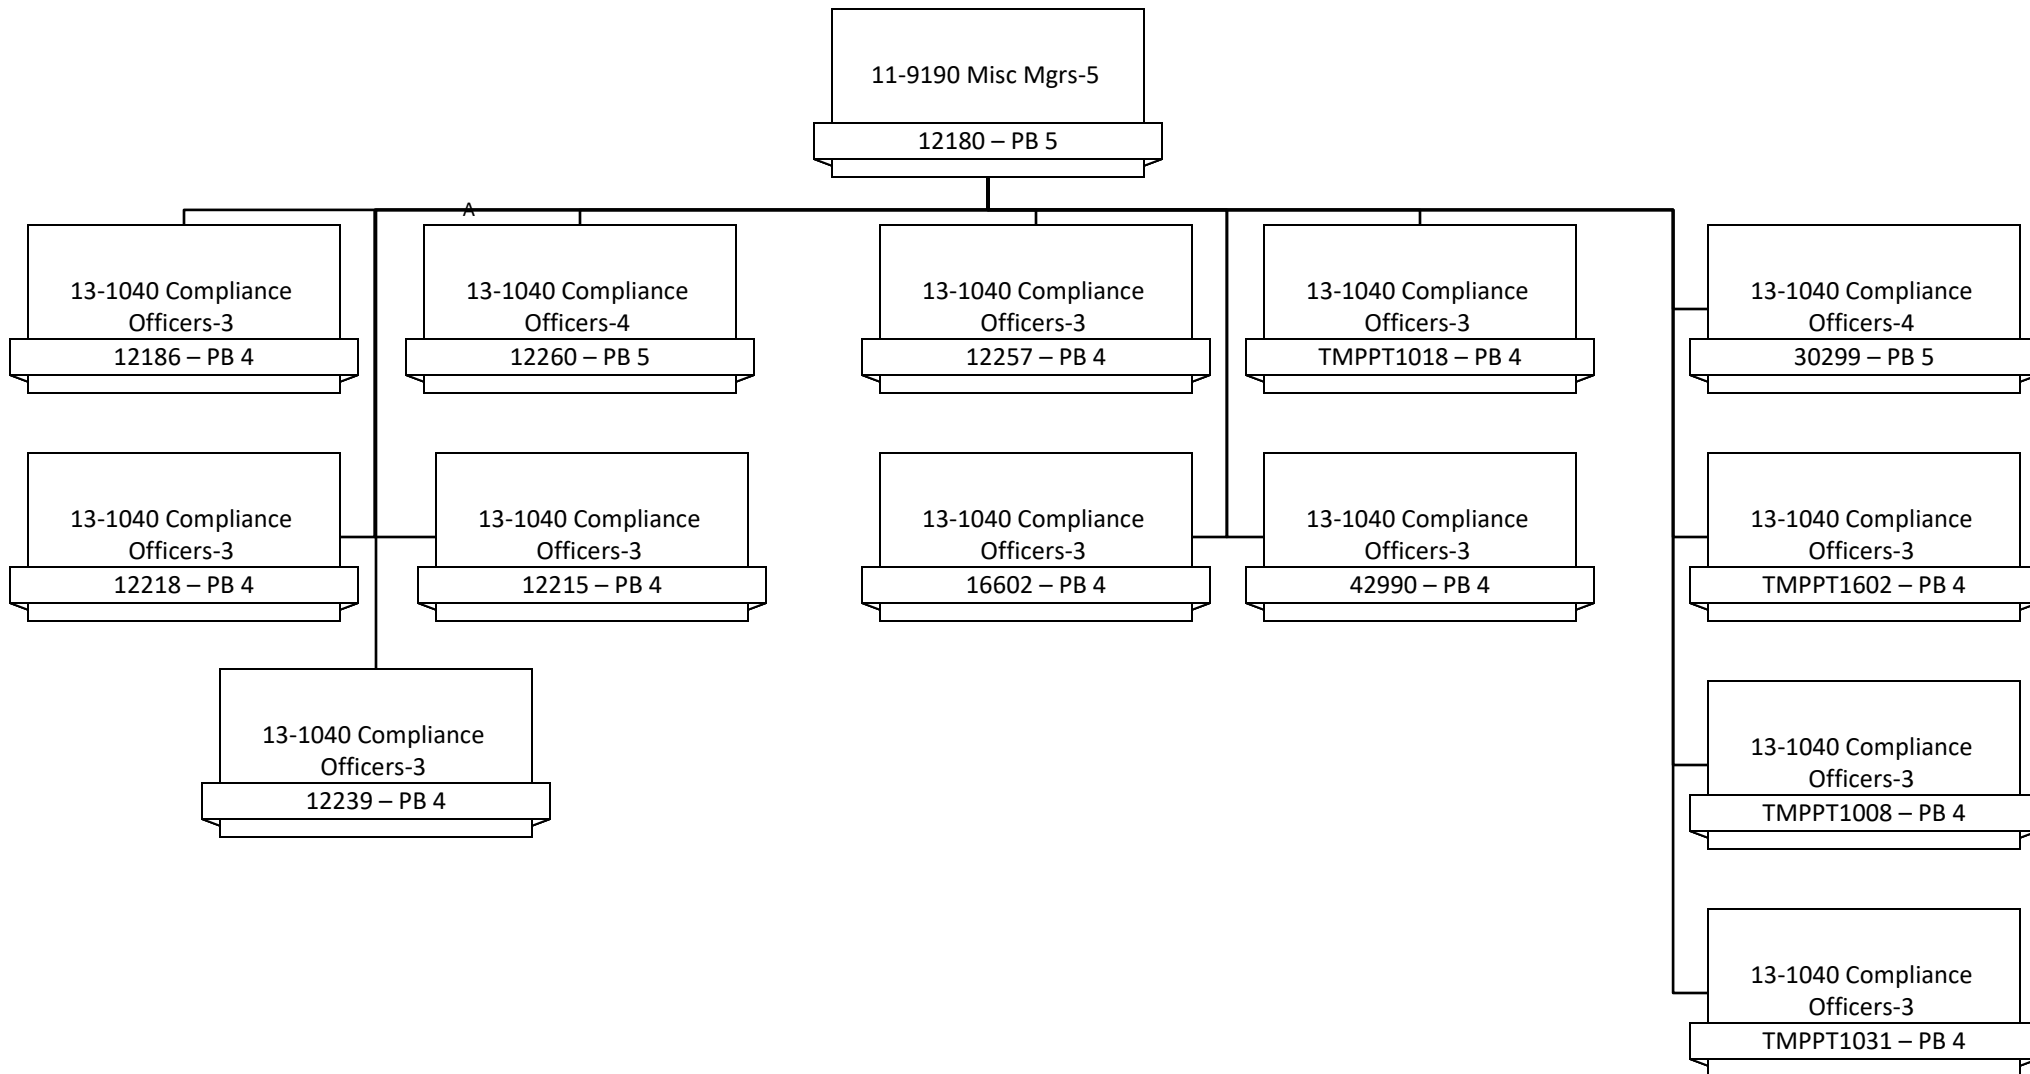 11-9190 Misc Mgrs-5
12180 – PB 5
A
13-1040 Compliance
Officers-3
12186 – PB 4
13-1040 Compliance
Officers-4
12260 – PB 5
13-1040 Compliance
Officers-3
12257 – PB 4
13-1040 Compliance
Officers-3
TMPPT1018 – PB 4
13-1040 Compliance
Officers-4
30299 – PB 5
13-1040 Compliance
Officers-3
12218 – PB 4
13-1040 Compliance
Officers-3
12215 – PB 4
13-1040 Compliance
Officers-3
16602 – PB 4
13-1040 Compliance
Officers-3
42990 – PB 4
13-1040 Compliance
Officers-3
TMPPT1602 – PB 4
13-1040 Compliance
Officers-3
12239 – PB 4
13-1040 Compliance
Officers-3
TMPPT1008 – PB 4
13-1040 Compliance
Officers-3
TMPPT1031 – PB 4